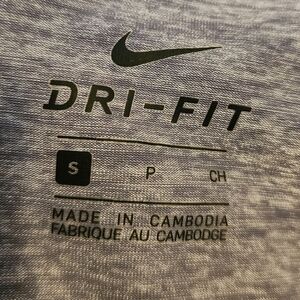 DRI-FIT
S P CH
MADE IN CAMBODIA
FABRIQUE AU CAMBODGE